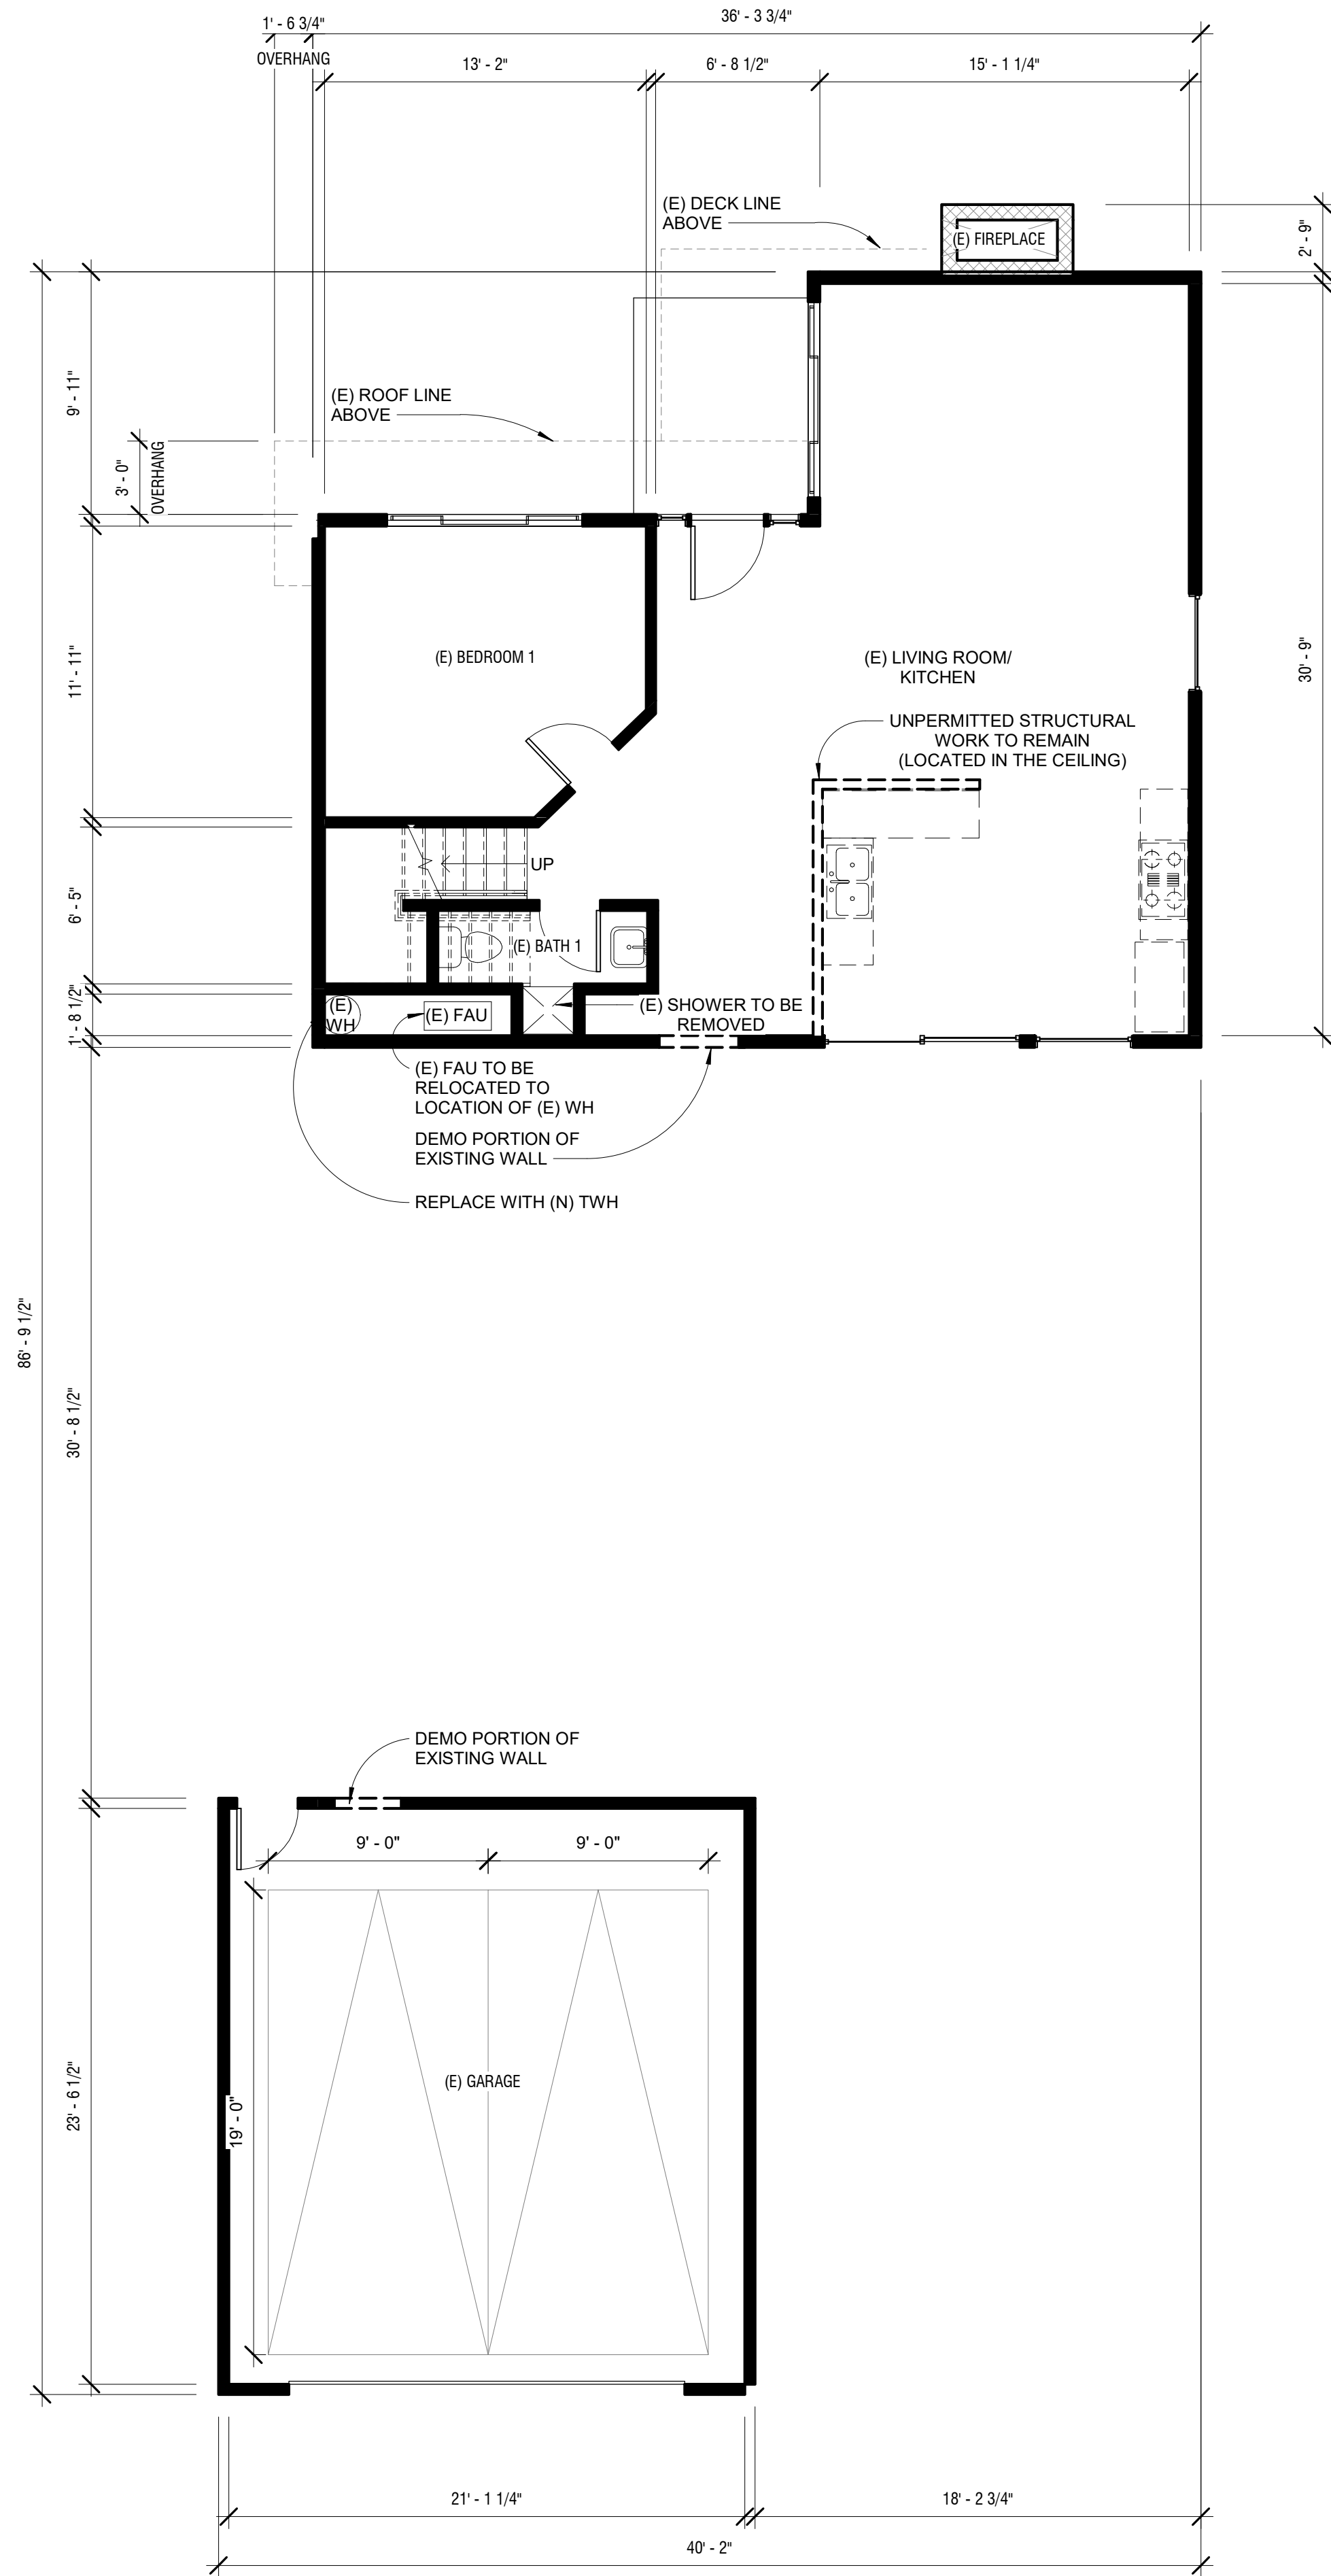 36' - 3 3/4"
1' - 6 3/4"
OVERHANG
13' - 2"
6' - 8 1/2"
15' - 1 1/4"
(E) DECK LINE
ABOVE
(E) FIREPLACE
2' - 9"
9' - 11"
(E) ROOF LINE
ABOVE
3' - 0"
OVERHANG
11' - 11"
(E) BEDROOM 1
(E) LIVING ROOM/
KITCHEN
30' - 9"
UNPERMITTED STRUCTURAL
WORK TO REMAIN
(LOCATED IN THE CEILING)
UP
6' - 5"
(E) BATH 1
1' - 8 1/2"
(E)
WH
(E) FAU
(E) SHOWER TO BE
REMOVED
(E) FAU TO BE
RELOCATED TO
LOCATION OF (E) WH
DEMO PORTION OF
EXISTING WALL
REPLACE WITH (N) TWH
86' - 9 1/2"
30' - 8 1/2"
DEMO PORTION OF
EXISTING WALL
9' - 0"
9' - 0"
23' - 6 1/2"
19' - 0"
(E) GARAGE
21' - 1 1/4"
18' - 2 3/4"
40' - 2"